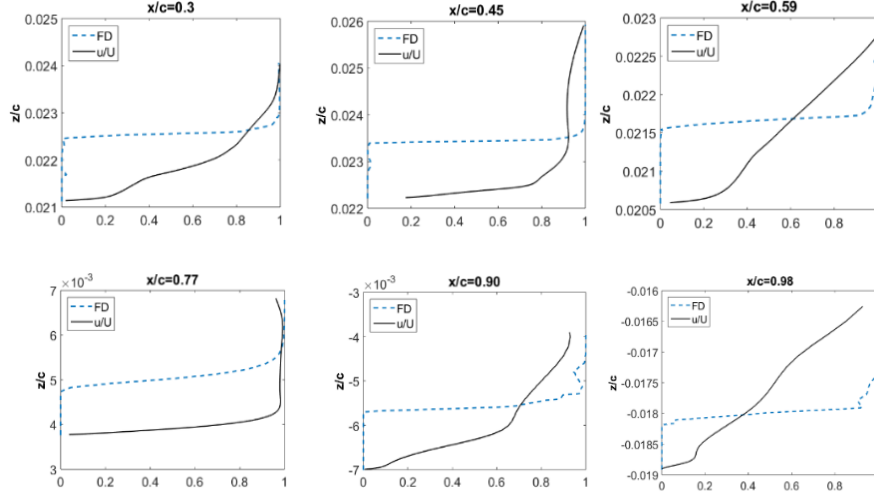 x/c=0.3
0.025
0.024
0.023
0.022
0.021
z/c
FD
u/U
0 0.2 0.4 0.6 0.8 1
x/c=0.45
0.026
0.025
0.024
0.023
0.022
z/c
FD
u/U
0 0.2 0.4 0.6 0.8 1
x/c=0.59
0.023
0.0225
0.022
0.0215
0.021
0.0205
z/c
FD
u/U
0 0.2 0.4 0.6 0.8
x/c=0.77
×10⁻³
7
6
5
4
3
z/c
FD
u/U
0 0.2 0.4 0.6 0.8 1
x/c=0.90
×10⁻³
-3
-4
-5
-6
-7
z/c
FD
u/U
0 0.2 0.4 0.6 0.8 1
x/c=0.98
-0.016
-0.0165
-0.017
-0.0175
-0.018
-0.0185
-0.019
z/c
FD
u/U
0 0.2 0.4 0.6 0.8